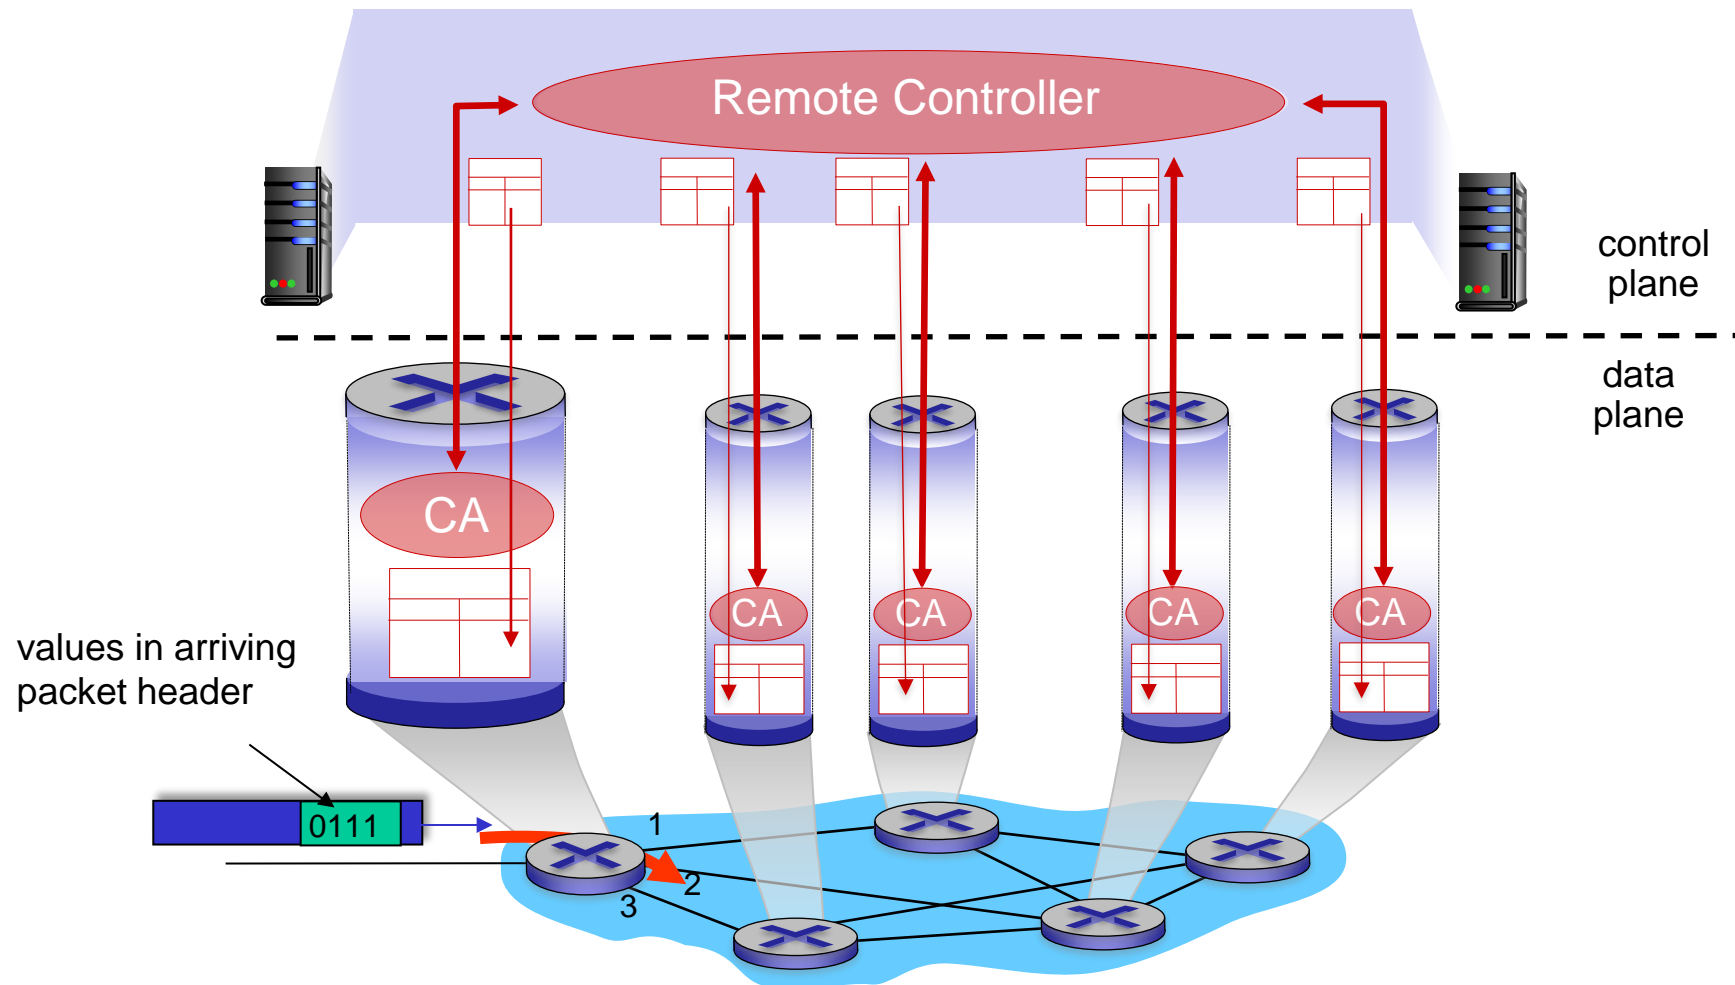 Remote Controller
control
plane
data
plane
CA
CA
CA
CA
CA
values in arriving
packet header
0111
1
2
3